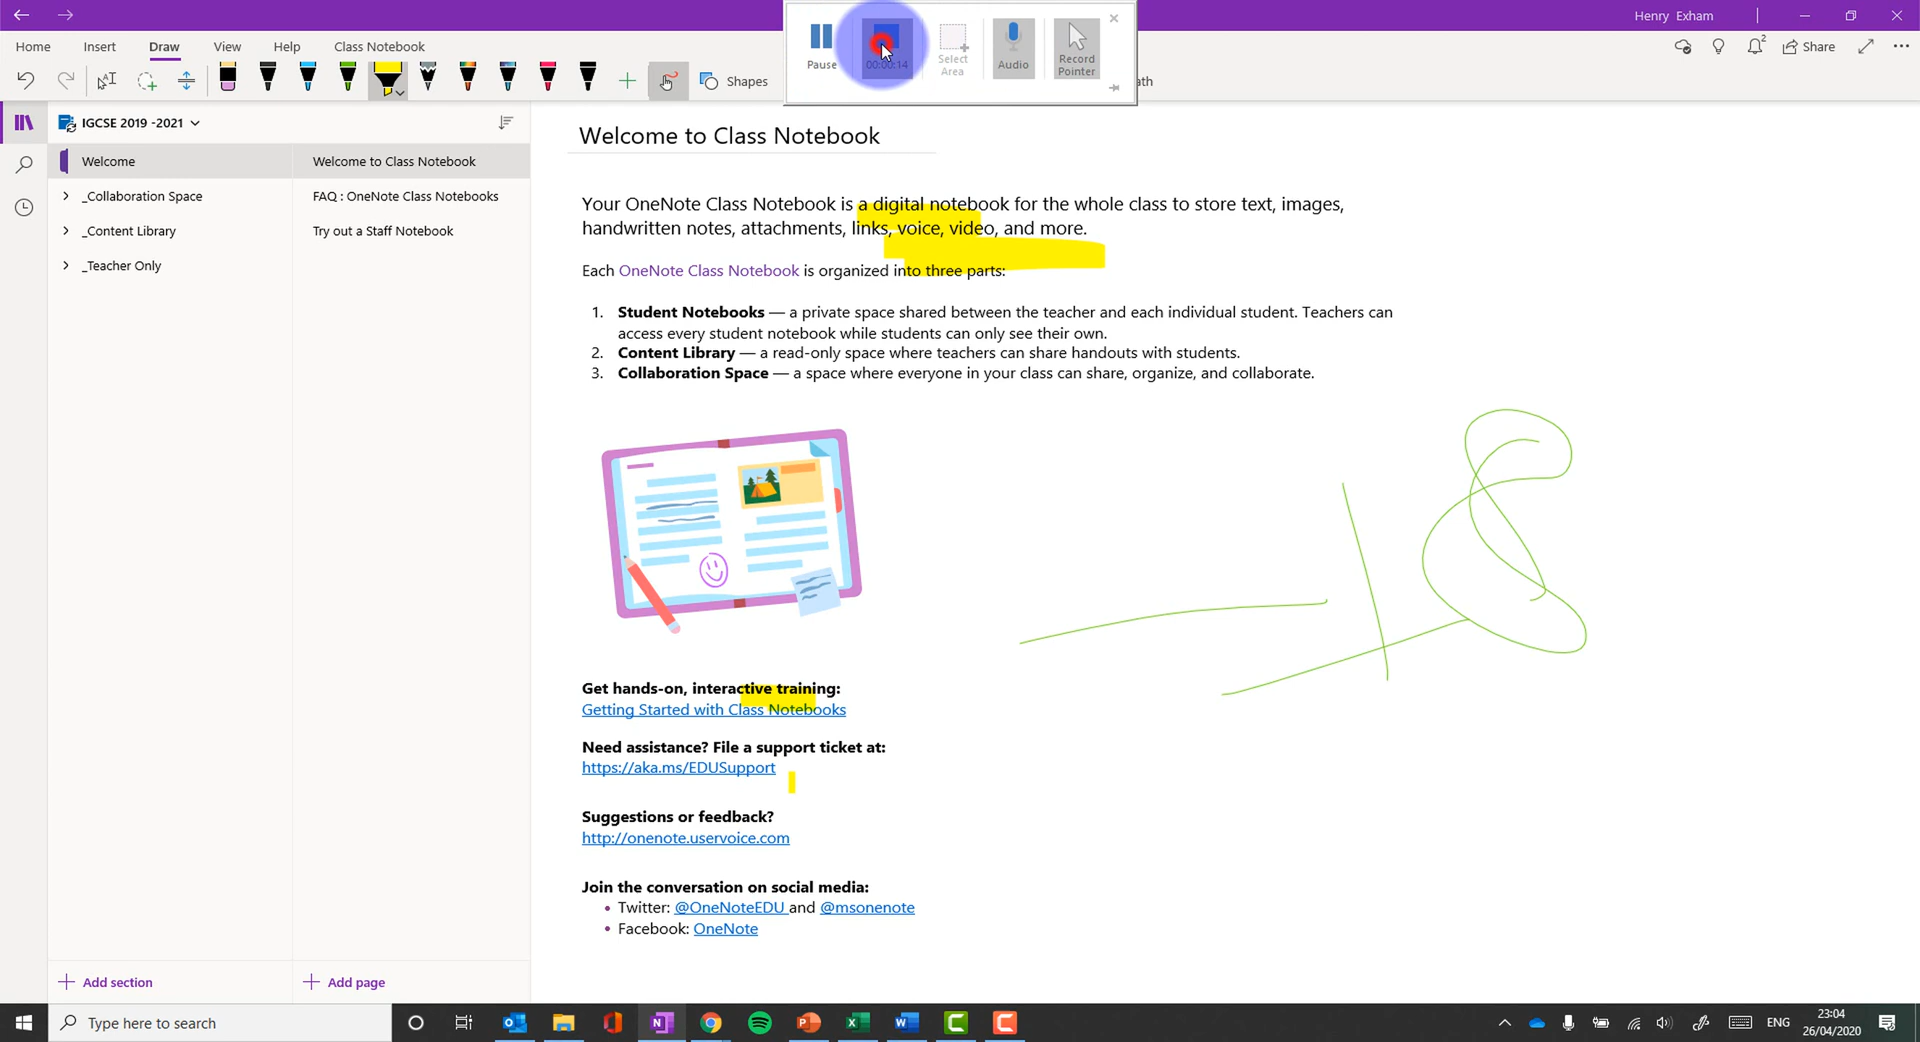 Henry Exham
Home Insert Draw View Help Class Notebook
Share
Shapes
Pause
00:00:14
Select Area
Audio
Record Pointer
ath
IGCSE 2019 -2021
Welcome
_Collaboration Space
_Content Library
_Teacher Only
Welcome to Class Notebook
FAQ : OneNote Class Notebooks
Try out a Staff Notebook
Welcome to Class Notebook
Your OneNote Class Notebook is a digital notebook for the whole class to store text, images,
handwritten notes, attachments, links, voice, video, and more.
Each OneNote Class Notebook is organized into three parts:
1. Student Notebooks — a private space shared between the teacher and each individual student. Teachers can
access every student notebook while students can only see their own.
2. Content Library — a read-only space where teachers can share handouts with students.
3. Collaboration Space — a space where everyone in your class can share, organize, and collaborate.
Get hands-on, interactive training:
Getting Started with Class Notebooks
Need assistance? File a support ticket at:
https://aka.ms/EDUSupport
Suggestions or feedback?
http://onenote.uservoice.com
Join the conversation on social media:
• Twitter: @OneNoteEDU and @msonenote
• Facebook: OneNote
Add section
Add page
Type here to search
ENG
23:04
26/04/2020